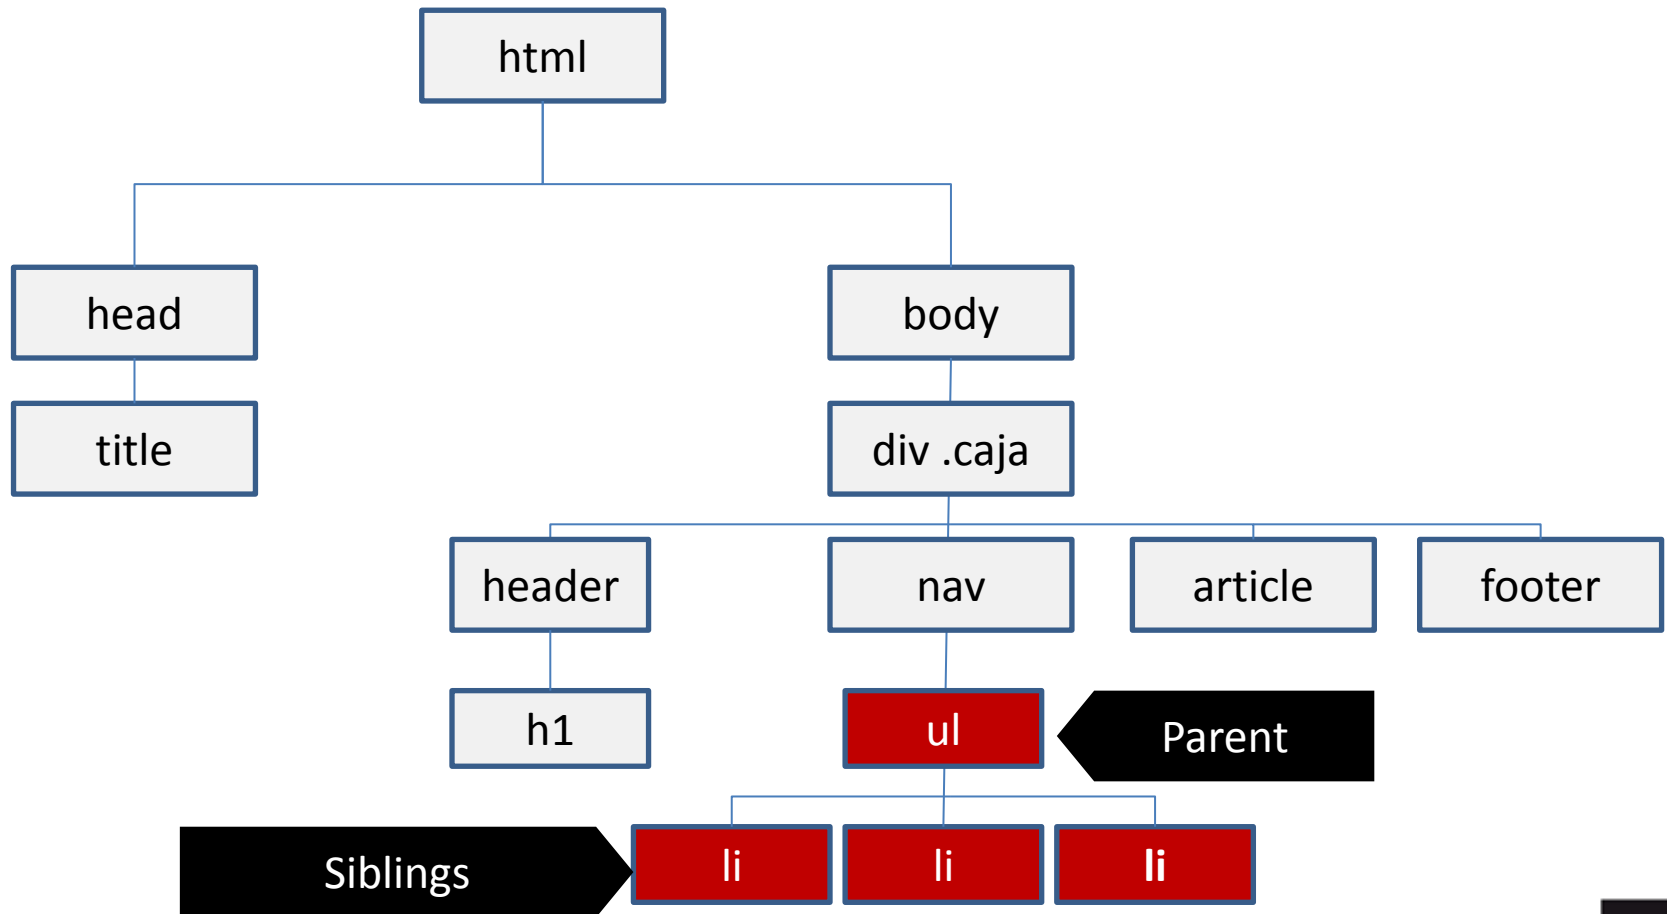 html
head
body
title
div .caja
header
nav
article
footer
h1
ul
Parent
Siblings
li
li
li